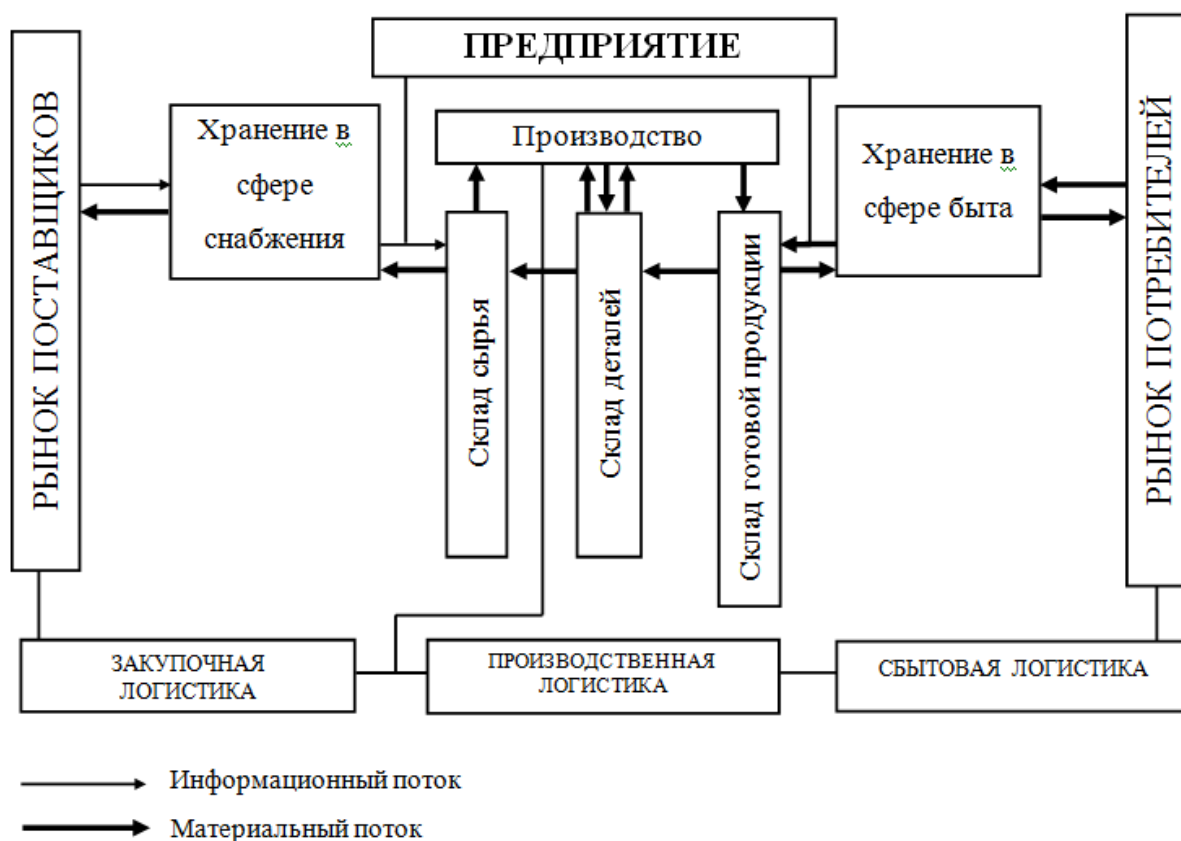 ПРЕДПРИЯТИЕ
РЫНОК ПОСТАВЩИКОВ
Хранение в
сфере
снабжения
Производство
Хранение в
сфере быта
РЫНОК ПОТРЕБИТЕЛЕЙ
Склад сырья
Склад деталей
Склад готовой продукции
ЗАКУПОЧНАЯ
ЛОГИСТИКА
ПРОИЗВОДСТВЕННАЯ
ЛОГИСТИКА
СБЫТОВАЯ ЛОГИСТИКА
Информационный поток
Материальный поток